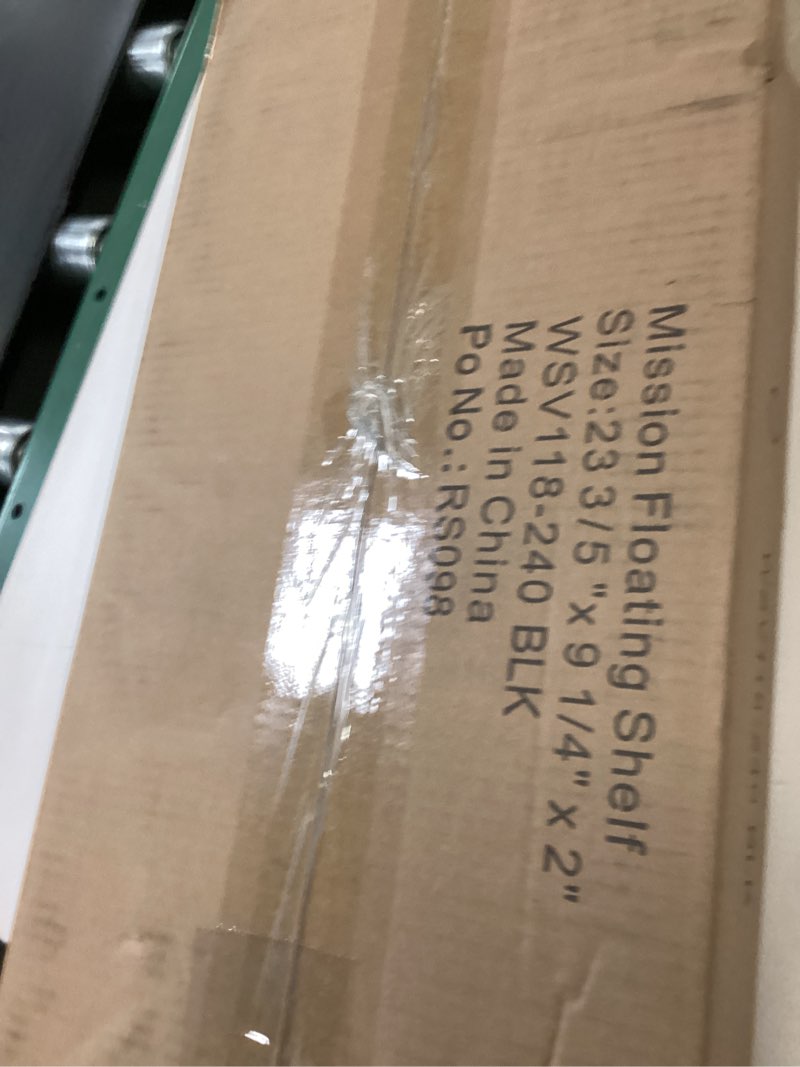 Mission Floating Shelf
Size:23 3/5 "x 9 1/4" x 2"
WSV118-240 BLK
Made in China
Po No.:RS098